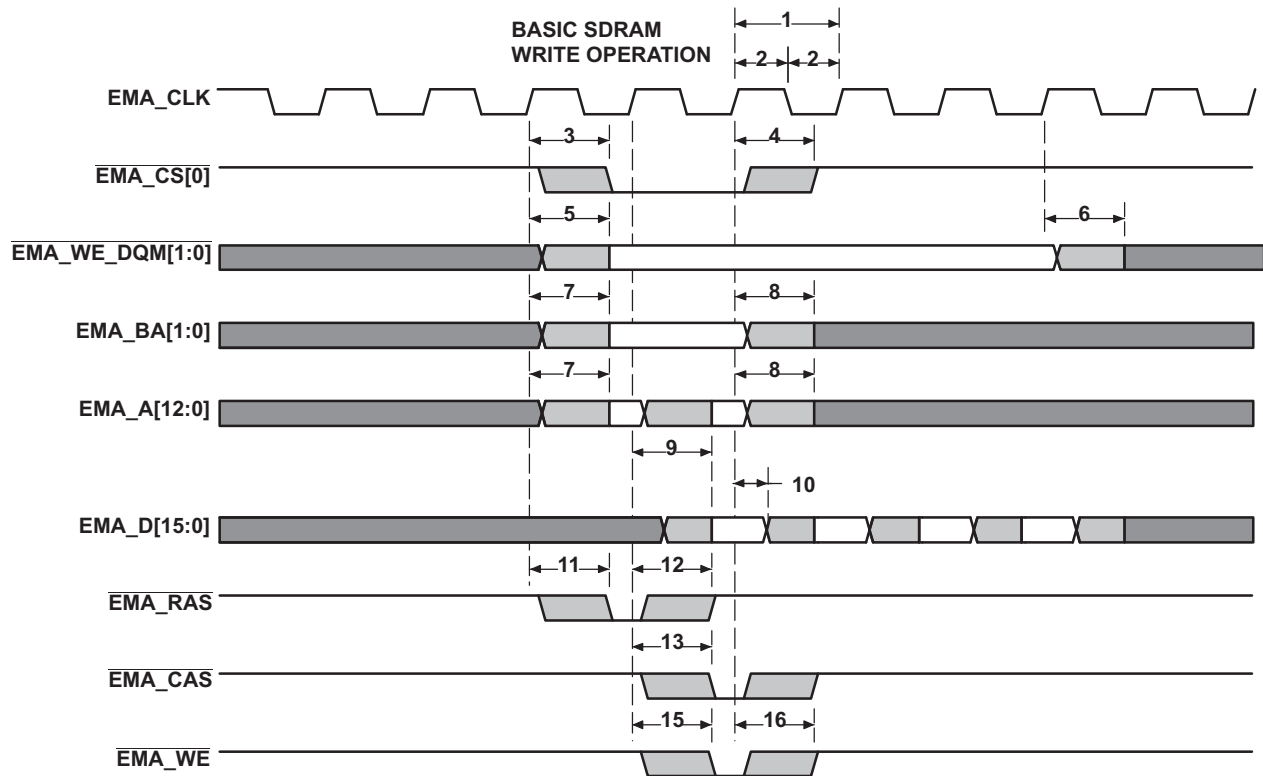 BASIC SDRAM
WRITE OPERATION
1
2 2
EMA_CLK
3 4
EMA_CS[0]
5 6
EMA_WE_DQM[1:0]
7 8
EMA_BA[1:0]
7 8
EMA_A[12:0]
9
10
EMA_D[15:0]
11 12
EMA_RAS
13
EMA_CAS
15 16
EMA_WE